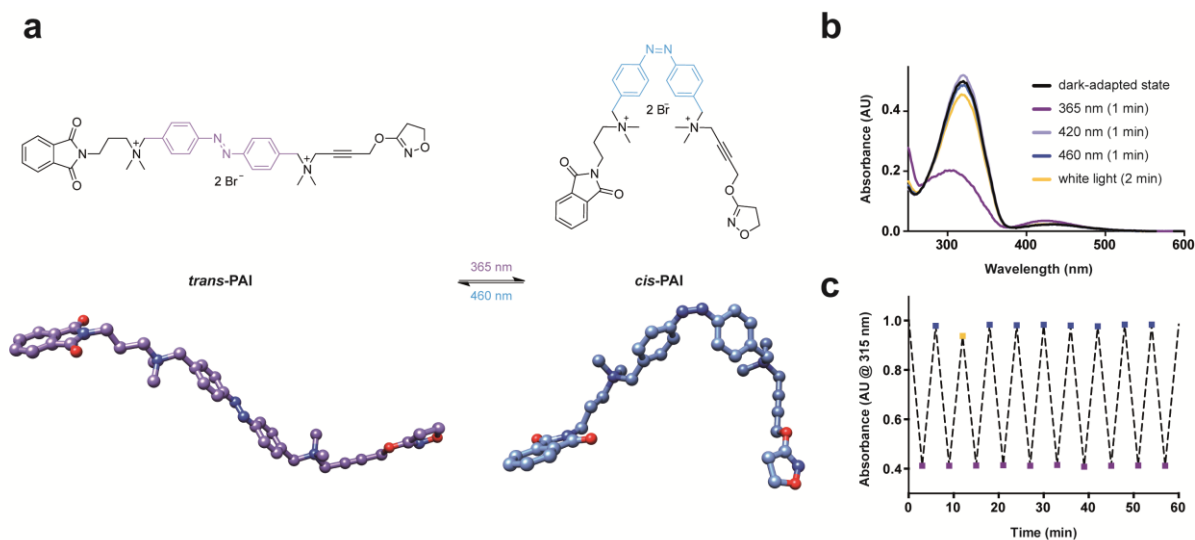 a
O
N
O
N+
N
N
2 Br−
N+
O
N
O
N=N
2 Br−
N+
N+
O
N
O
O
N
O
trans-PAI
365 nm
460 nm
cis-PAI
b
Absorbance (AU)
0.4
0.2
0.0
300
400
500
600
Wavelength (nm)
dark-adapted state
365 nm (1 min)
420 nm (1 min)
460 nm (1 min)
white light (2 min)
c
Absorbance (AU @ 315 nm)
1.0
0.8
0.6
0.4
0
10
20
30
40
50
60
Time (min)